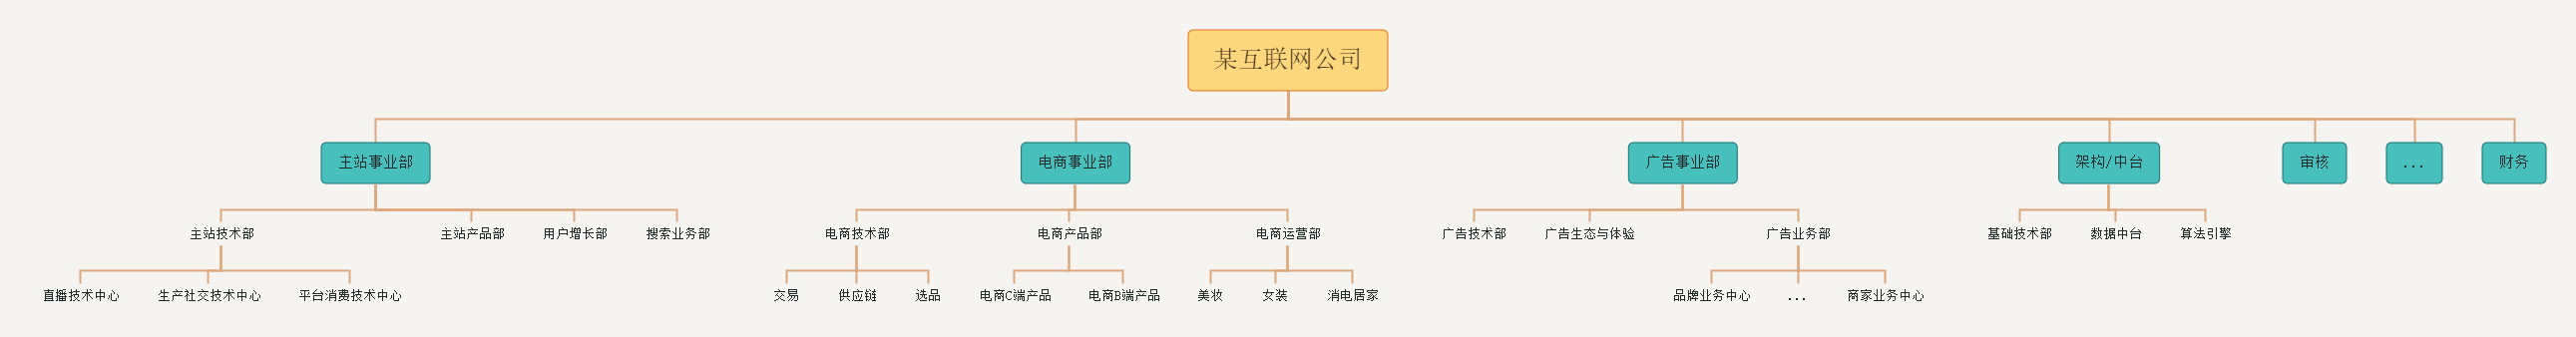 某互联网公司
主站事业部
电商事业部
广告事业部
架构/中台
审核
...
财务
主站技术部
主站产品部
用户增长部
搜索业务部
电商技术部
电商产品部
电商运营部
广告技术部
广告生态与体验
广告业务部
基础技术部
数据中台
算法引擎
直播技术中心
生产社交技术中心
平台消费技术中心
交易
供应链
选品
电商C端产品
电商B端产品
美妆
女装
消电居家
品牌业务中心
...
商家业务中心